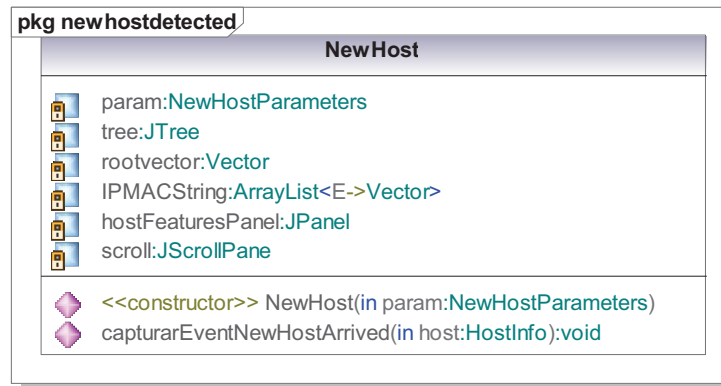 pkg newhostdetected
NewHost
param:NewHostParameters
tree:JTree
rootvector:Vector
IPMACString:ArrayList<E->Vector>
hostFeaturesPanel:JPanel
scroll:JScrollPane
<<constructor>> NewHost(in param:NewHostParameters)
capturarEventNewHostArrived(in host:HostInfo):void